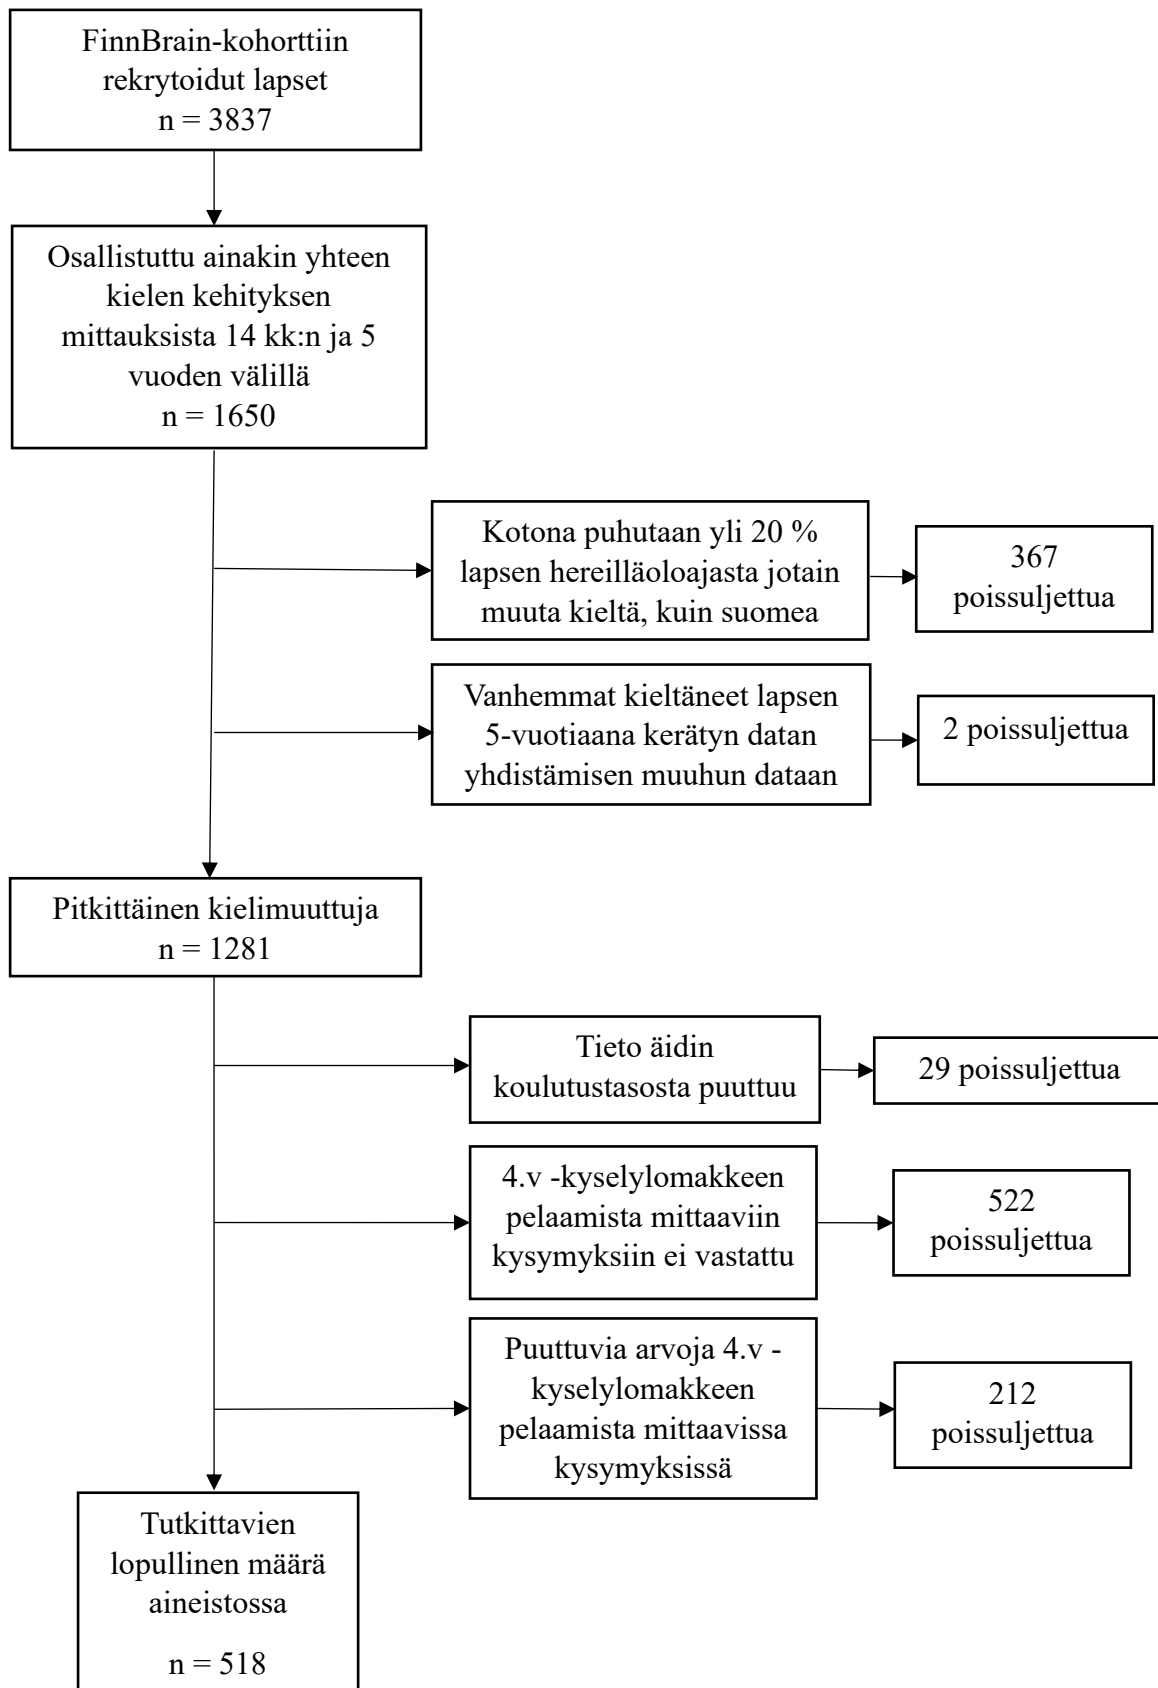 FinnBrain-kohorttiin
rekrytoidut lapset
n = 3837
Osallistuttu ainakin yhteen
kielen kehityksen
mittauksista 14 kk:n ja 5
vuoden välillä
n = 1650
Kotona puhutaan yli 20 %
lapsen hereilläoloajasta jotain
muuta kieltä, kuin suomea
367
poissuljettua
Vanhemmat kieltäneet lapsen
5-vuotiaana kerätyn datan
yhdistämisen muuhun dataan
2 poissuljettua
Pitkittäinen kielimuuttuja
n = 1281
Tieto äidin
koulutustasosta puuttuu
29 poissuljettua
4.v -kyselylomakkeen
pelaamista mittaaviin
kysymyksiin ei vastattu
522
poissuljettua
Puuttuvia arvoja 4.v -
kyselylomakkeen
pelaamista mittaavissa
kysymyksissä
212
poissuljettua
Tutkittavien
lopullinen määrä
aineistossa
n = 518